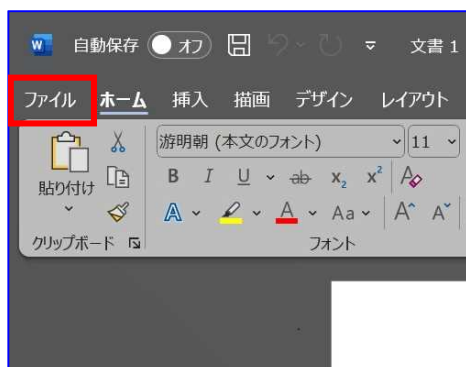 W 自動保存 オフ 文書 1
ファイル ホーム 挿入 描画 デザイン レイアウト
貼り付け 游明朝 (本文のフォント) 11
B I U ab x₂ x² A
A A Aa A^ Aˇ
クリップボード フォント